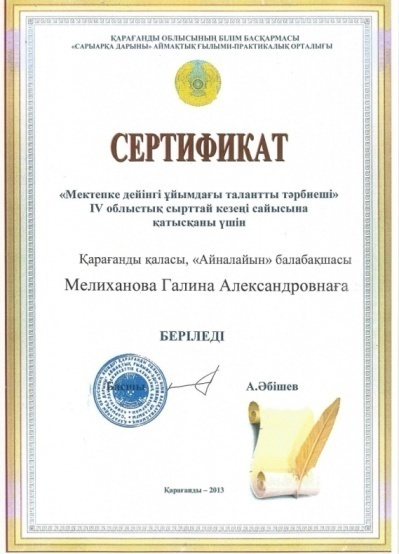 ҚАРАҒАНДЫ ОБЛЫСЫНЫҢ БІЛІМ БАСҚАРМАСЫ
«САРЫАРҚА ДАРЫНЫ» АЙМАҚТЫҚ ҒЫЛЫМИ-ПРАКТИКАЛЫҚ ОРТАЛЫҒЫ
СЕРТИФИКАТ
«Мектепке дейінгі ұйымдағы талантты тәрбиеші»
IV облыстық сырттай кезеңі сайысына
қатысқаны үшін
Қарағанды қаласы, «Айналайын» балабақшасы
Мелиханова Галина Александровнаға
БЕРІЛЕДІ
Басшы
А.Әбішев
Қарағанды – 2013